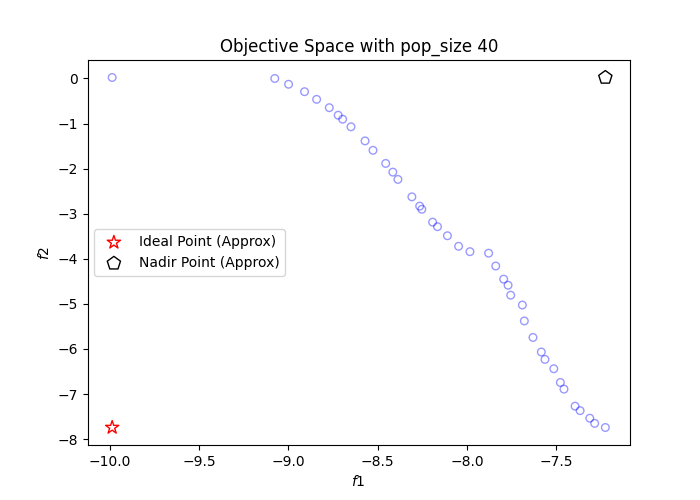 Objective Space with pop_size 40
0
−1
−2
−3
−4
−5
−6
−7
−8
f2
Ideal Point (Approx)
Nadir Point (Approx)
−10.0 −9.5 −9.0 −8.5 −8.0 −7.5
f1